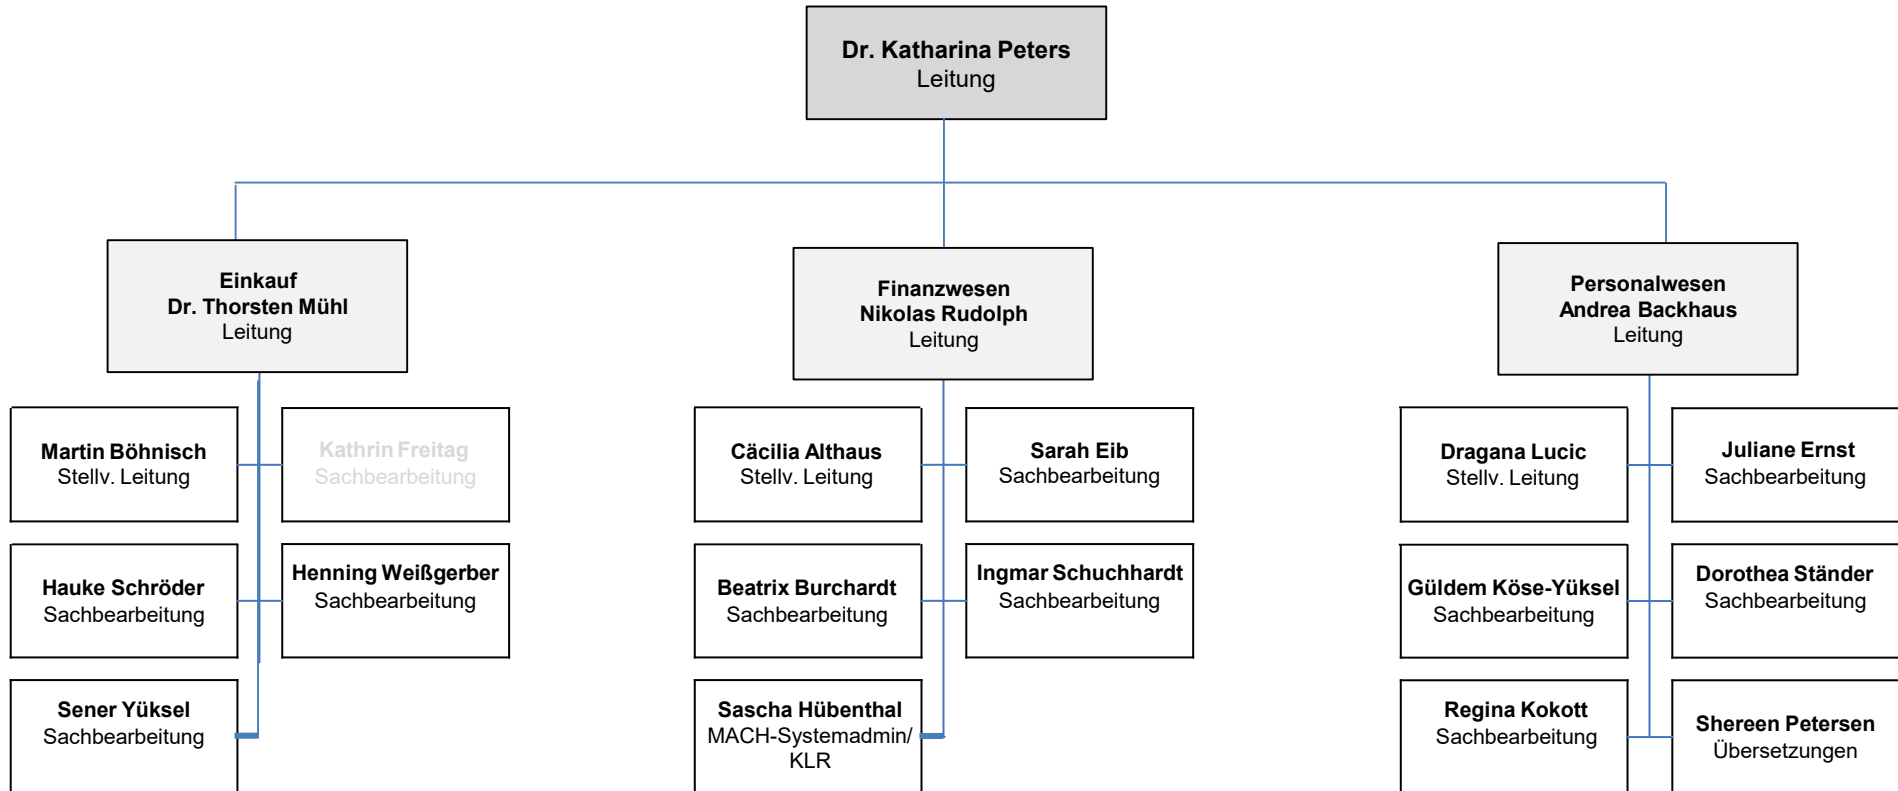 Dr. Katharina Peters
Leitung
Einkauf
Dr. Thorsten Mühl
Leitung
Finanzwesen
Nikolas Rudolph
Leitung
Personalwesen
Andrea Backhaus
Leitung
Martin Böhnisch
Stellv. Leitung
Kathrin Freitag
Sachbearbeitung
Hauke Schröder
Sachbearbeitung
Henning Weißgerber
Sachbearbeitung
Sener Yüksel
Sachbearbeitung
Cäcilia Althaus
Stellv. Leitung
Sarah Eib
Sachbearbeitung
Beatrix Burchardt
Sachbearbeitung
Ingmar Schuchhardt
Sachbearbeitung
Sascha Hübenthal
MACH-Systemadmin/
KLR
Dragana Lucic
Stellv. Leitung
Juliane Ernst
Sachbearbeitung
Güldem Köse-Yüksel
Sachbearbeitung
Dorothea Ständer
Sachbearbeitung
Regina Kokott
Sachbearbeitung
Shereen Petersen
Übersetzungen